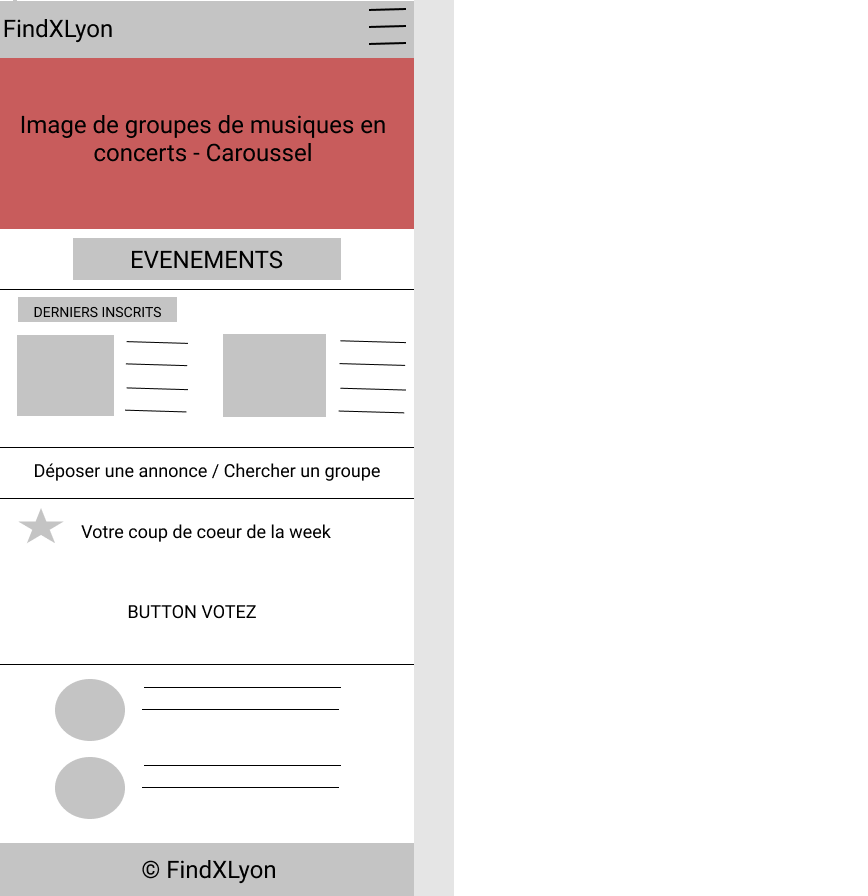 FindXLyon
Image de groupes de musiques en
concerts - Caroussel
EVENEMENTS
DERNIERS INSCRITS
Déposer une annonce / Chercher un groupe
Votre coup de coeur de la week
BUTTON VOTEZ
© FindXLyon